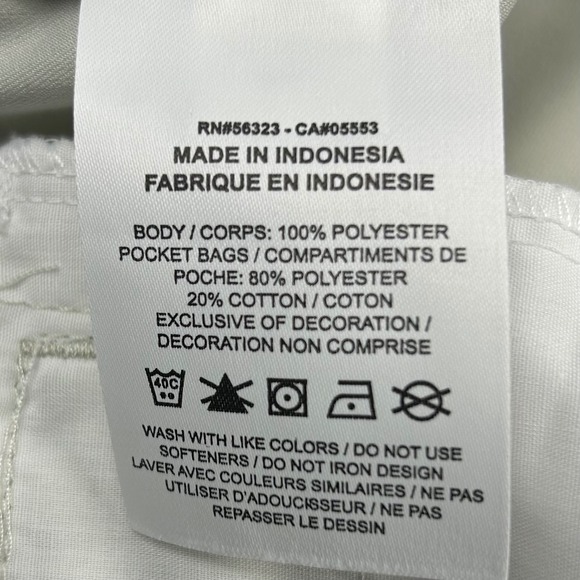 RN#56323 - CA#05553
MADE IN INDONESIA
FABRIQUE EN INDONESIE
BODY / CORPS: 100% POLYESTER
POCKET BAGS / COMPARTIMENTS DE
POCHE: 80% POLYESTER
20% COTTON / COTON
EXCLUSIVE OF DECORATION /
DECORATION NON COMPRISE
40C
WASH WITH LIKE COLORS / DO NOT USE
SOFTENERS / DO NOT IRON DESIGN
LAVER AVEC COULEURS SIMILAIRES / NE PAS
UTILISER D'ADOUCISSEUR / NE PAS
REPASSER LE DESSIN